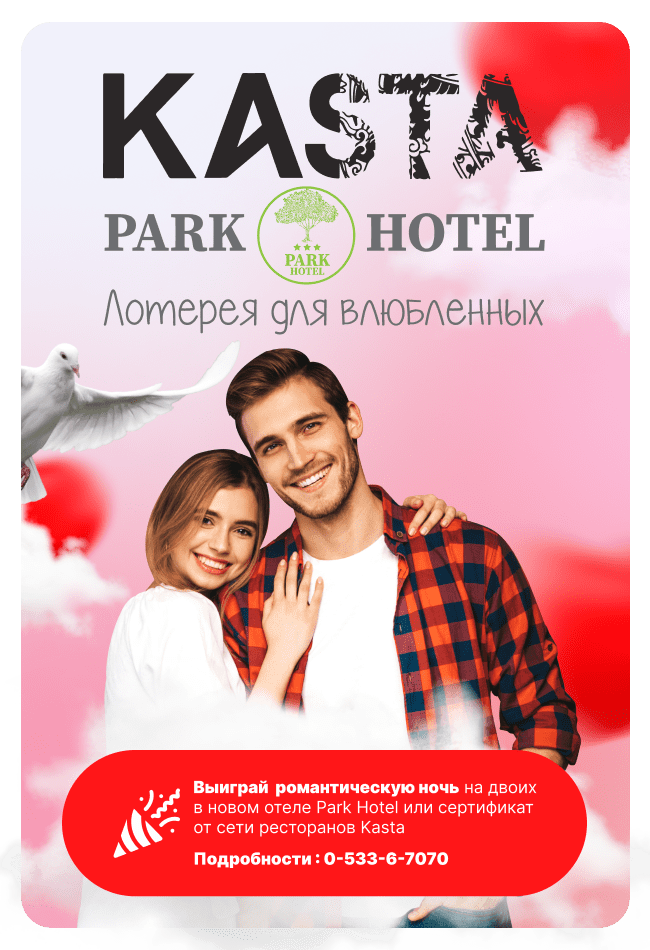 KASTA
PARK HOTEL
PARK
HOTEL
Лотерея для влюбленных
Выиграй романтическую ночь на двоих
в новом отеле Park Hotel или сертификат
от сети ресторанов Kasta
Подробности : 0-533-6-7070